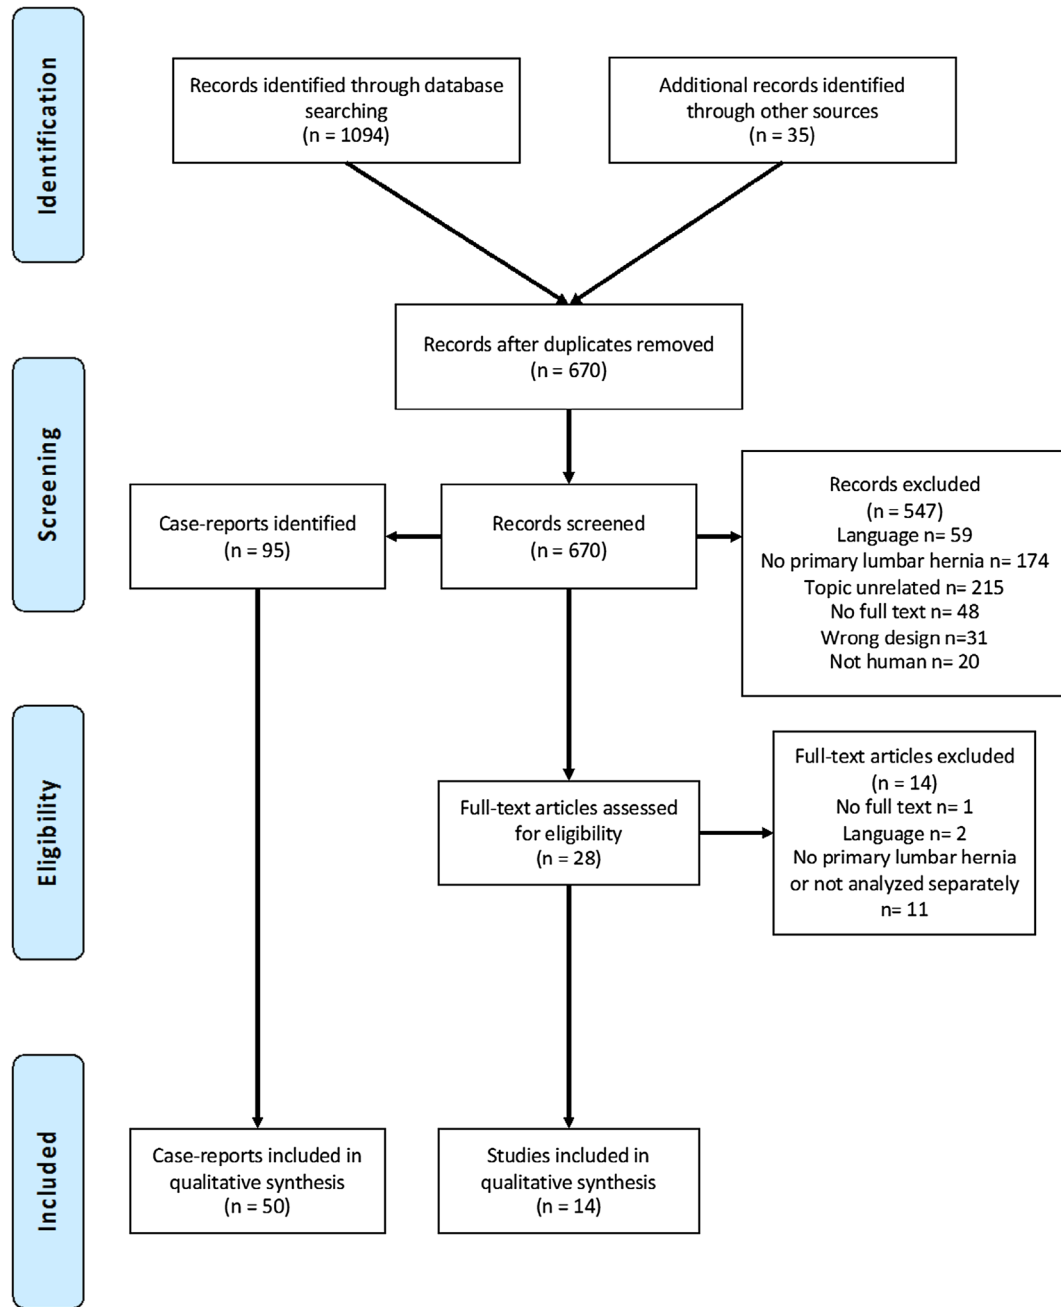 Identification
Records identified through database
searching
(n = 1094)
Additional records identified
through other sources
(n = 35)
Screening
Records after duplicates removed
(n = 670)
Case-reports identified
(n = 95)
Records screened
(n = 670)
Records excluded
(n = 547)
Language n= 59
No primary lumbar hernia n= 174
Topic unrelated n= 215
No full text n= 48
Wrong design n=31
Not human n= 20
Eligibility
Full-text articles assessed
for eligibility
(n = 28)
Full-text articles excluded
(n = 14)
No full text n= 1
Language n= 2
No primary lumbar hernia
or not analyzed separately
n= 11
Included
Case-reports included in
qualitative synthesis
(n = 50)
Studies included in
qualitative synthesis
(n = 14)